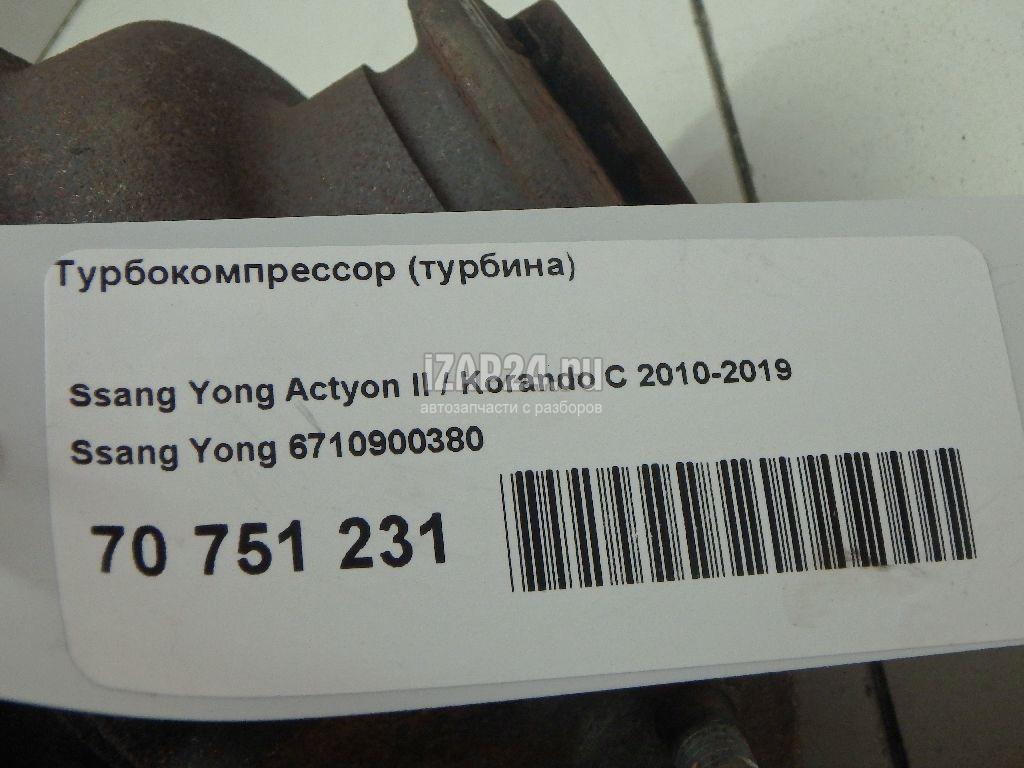 Турбокомпрессор (турбина)
iZAP24.ru
Ssang Yong Actyon II / Korando C 2010-2019
автозапчасти с разборов
Ssang Yong 6710900380
70 751 231